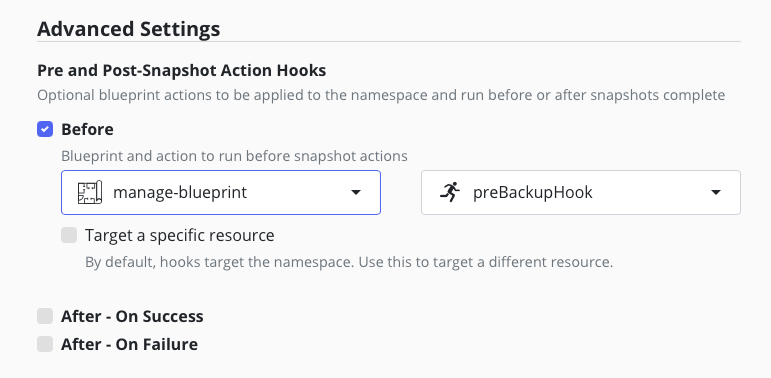 Advanced Settings
Pre and Post-Snapshot Action Hooks
Optional blueprint actions to be applied to the namespace and run before or after snapshots complete
Before
Blueprint and action to run before snapshot actions
manage-blueprint preBackupHook
Target a specific resource
By default, hooks target the namespace. Use this to target a different resource.
After - On Success
After - On Failure